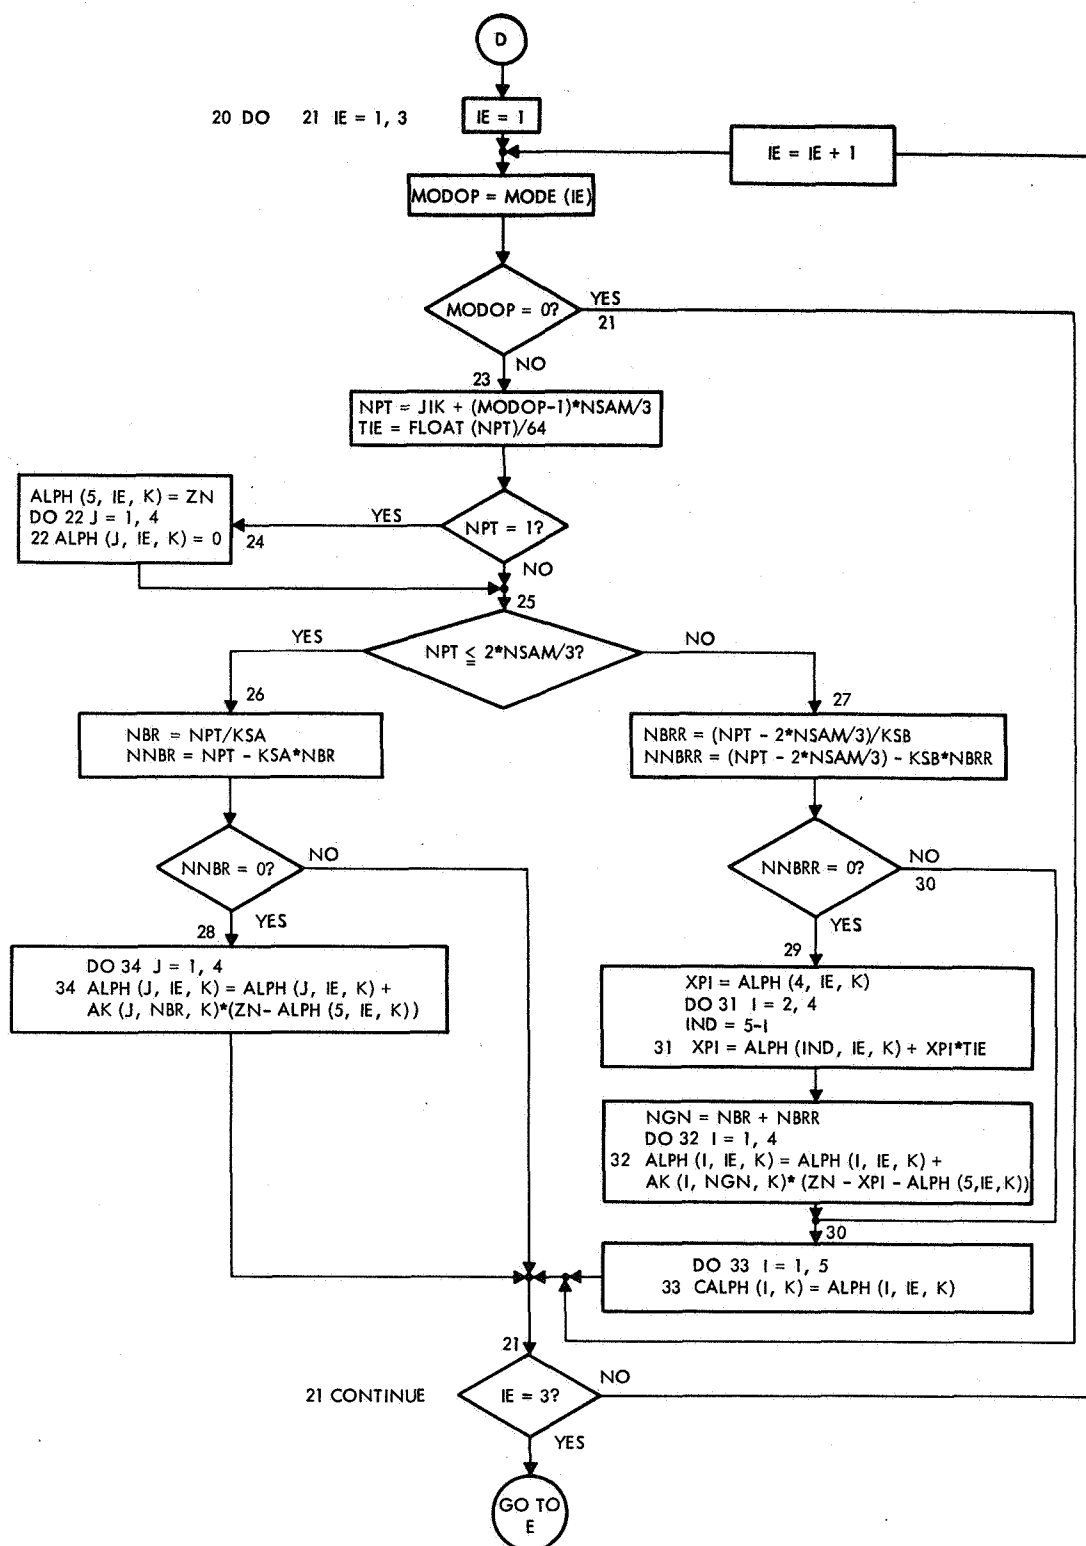 D
20 DO 21 IE = 1, 3
IE = 1
IE = IE + 1
MODOP = MODE (IE)
MODOP = 0?
YES
21
NO
23
NPT = JIK + (MODOP-1)*NSAM/3
TIE = FLOAT (NPT)/64
ALPH (5, IE, K) = ZN
DO 22 J = 1, 4
22 ALPH (J, IE, K) = 0
YES
24
NPT = 1?
NO
25
YES
NPT ≦ 2*NSAM/3?
NO
26
27
NBR = NPT/KSA
NNBR = NPT - KSA*NBR
NBRR = (NPT - 2*NSAM/3)/KSB
NNBRR = (NPT - 2*NSAM/3) - KSB*NBRR
NNBR = 0?
NO
YES
28
NNBRR = 0?
NO
30
YES
29
DO 34 J = 1, 4
34 ALPH (J, IE, K) = ALPH (J, IE, K) +
AK (J, NBR, K)*(ZN- ALPH (5, IE, K))
XPI = ALPH (4, IE, K)
DO 31 I = 2, 4
IND = 5-I
31 XPI = ALPH (IND, IE, K) + XPI*TIE
NGN = NBR + NBRR
DO 32 I = 1, 4
32 ALPH (I, IE, K) = ALPH (I, IE, K) +
AK (I, NGN, K)* (ZN - XPI - ALPH (5,IE,K))
30
DO 33 I = 1, 5
33 CALPH (I, K) = ALPH (I, IE, K)
21
21 CONTINUE
IE = 3?
NO
YES
GO TO
E